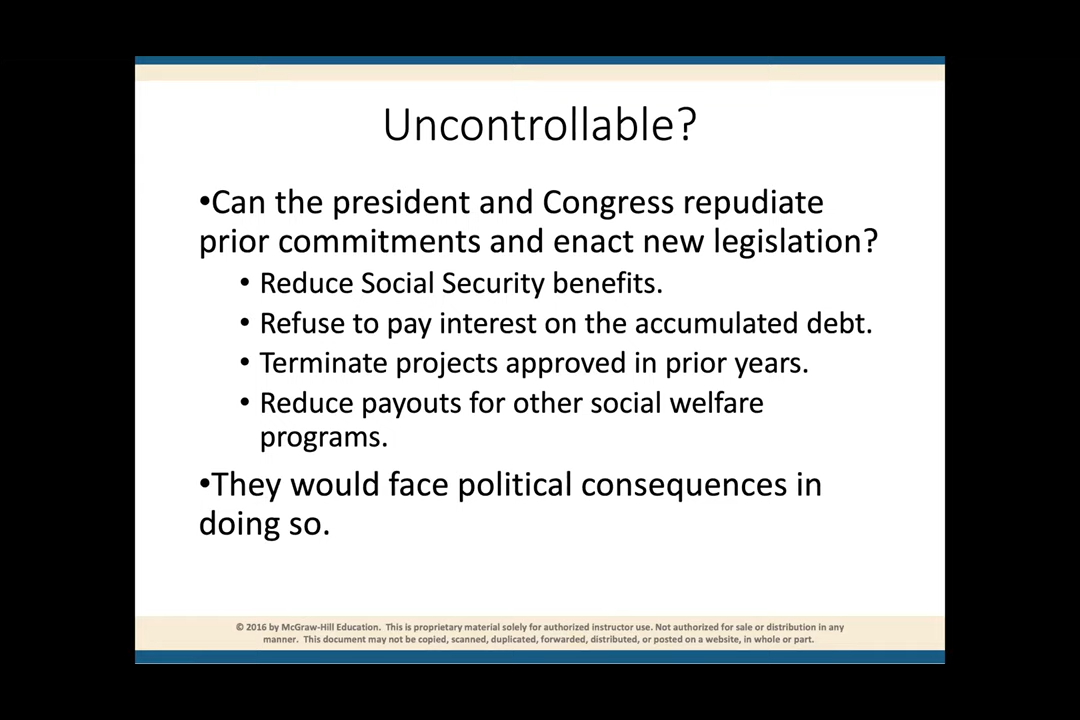 Uncontrollable?
•Can the president and Congress repudiate
prior commitments and enact new legislation?
• Reduce Social Security benefits.
• Refuse to pay interest on the accumulated debt.
• Terminate projects approved in prior years.
• Reduce payouts for other social welfare
programs.
•They would face political consequences in
doing so.
© 2016 by McGraw-Hill Education. This is proprietary material solely for authorized instructor use. Not authorized for sale or distribution in any
manner. This document may not be copied, scanned, duplicated, forwarded, distributed, or posted on a website, in whole or part.